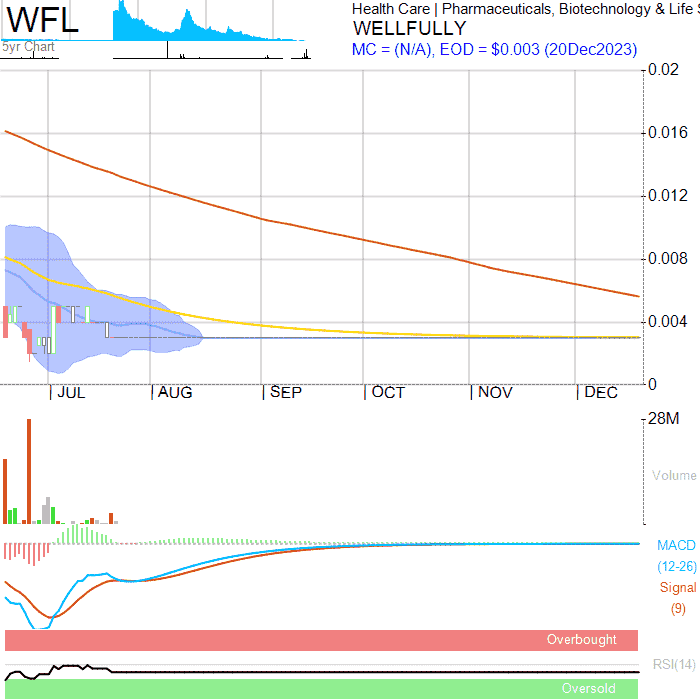 WFL
5yr Chart
Health Care | Pharmaceuticals, Biotechnology & Life S
WELLFULLY
MC = (N/A), EOD = $0.003 (20Dec2023)
0.02
0.016
0.012
0.008
0.004
0
JUL
AUG
SEP
OCT
NOV
DEC
28M
Volume
MACD
(12-26)
Signal
(9)
Overbought
RSI(14)
Oversold